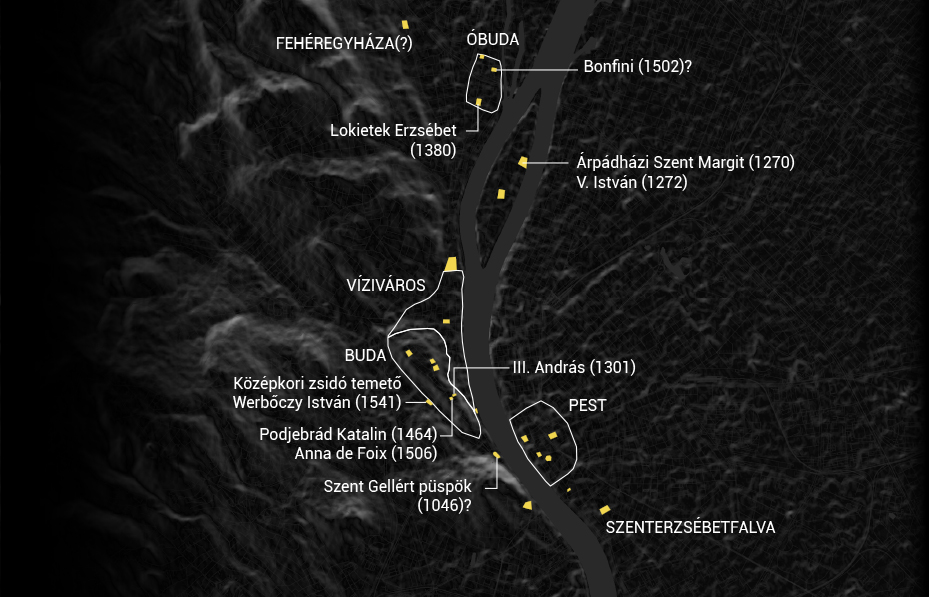 FEHÉREGYHÁZA(?)
ÓBUDA
Bonfini (1502)?
Lokietek Erzsébet
(1380)
Árpádházi Szent Margit (1270)
V. István (1272)
VÍZIVÁROS
BUDA
III. András (1301)
Középkori zsidó temető
Werbőczy István (1541)
PEST
Podjebrád Katalin (1464)
Anna de Foix (1506)
Szent Gellért püspök
(1046)?
SZENTERZSÉBETFALVA